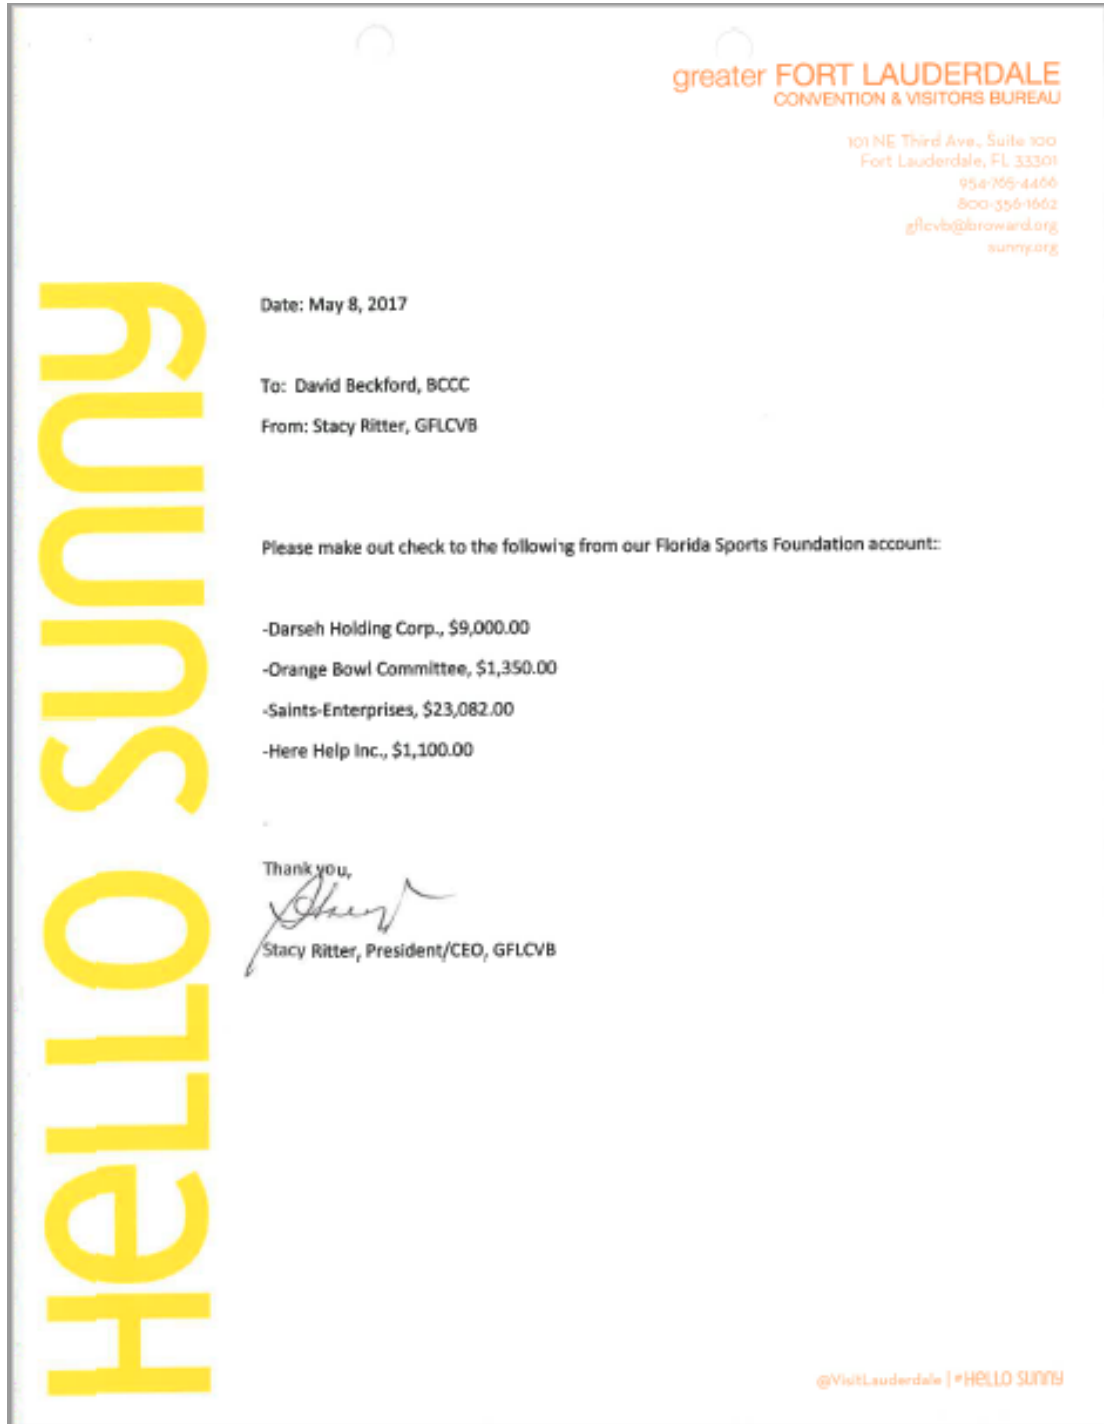 greater FORT LAUDERDALE
CONVENTION & VISITORS BUREAU
101 NE Third Ave., Suite 100
Fort Lauderdale, FL 33301
954-765-4466
800-356-1662
gflcvb@broward.org
sunny.org
HELLO SUNNY
Date: May 8, 2017
To: David Beckford, BCCC
From: Stacy Ritter, GFLCVB
Please make out check to the following from our Florida Sports Foundation account::
-Darseh Holding Corp., $9,000.00
-Orange Bowl Committee, $1,350.00
-Saints-Enterprises, $23,082.00
-Here Help Inc., $1,100.00
Thank you,
Stacy Ritter, President/CEO, GFLCVB
@VisitLauderdale | #HELLO SUNNY